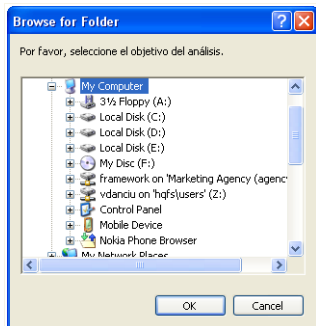 Browse for Folder
Por favor, seleccione el objetivo del análisis.
My Computer
3½ Floppy (A:)
Local Disk (C:)
Local Disk (D:)
Local Disk (E:)
My Disc (F:)
framework on 'Marketing Agency (agenc
vdanciu on 'hqfs\users' (Z:)
Control Panel
Mobile Device
Nokia Phone Browser
My Network Places
OK
Cancel